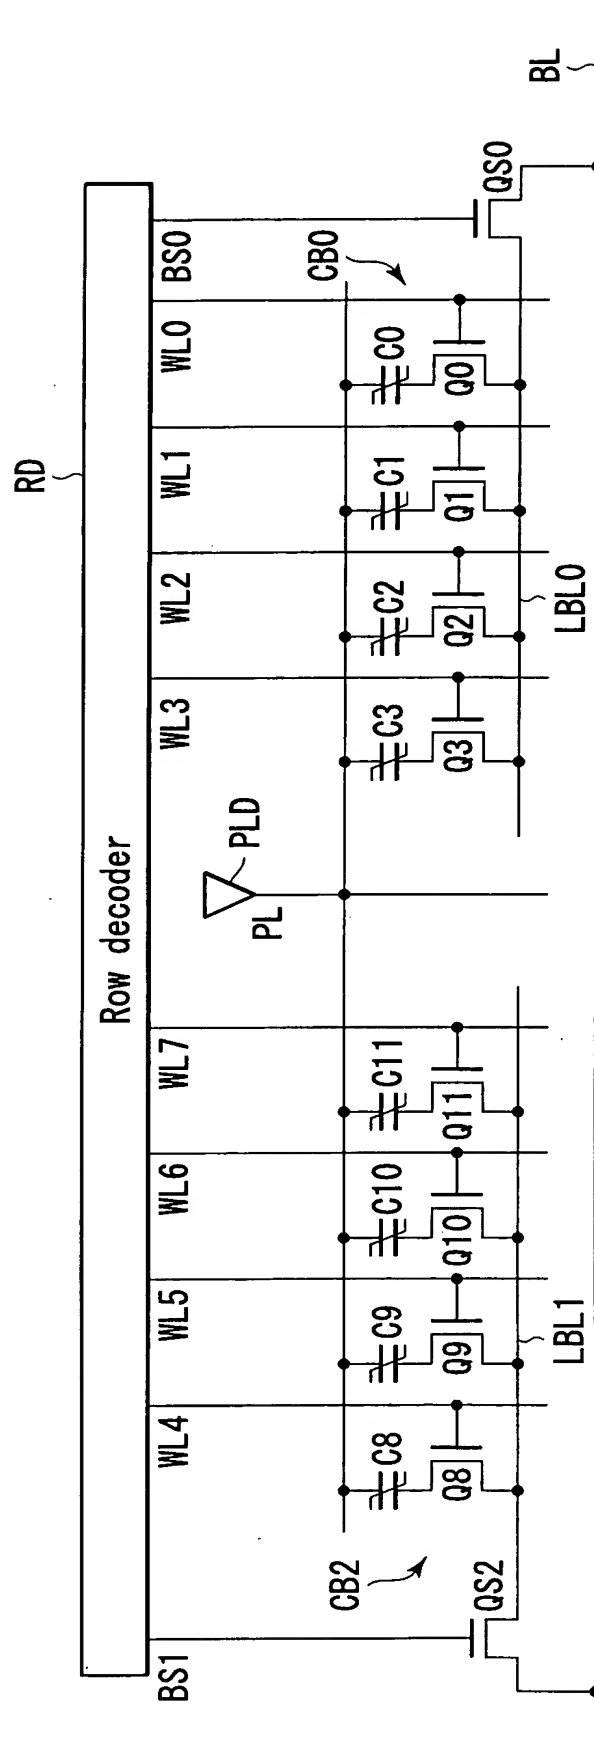 RD
Row decoder
BS1
WL4
WL5
WL6
WL7
WL3
WL2
WL1
WL0
BS0
PL
PLD
CB2
CB0
C8
C9
C10
C11
C3
C2
C1
C0
Q8
Q9
Q10
Q11
Q3
Q2
Q1
Q0
QS2
QS0
LBL1
LBL0
BL